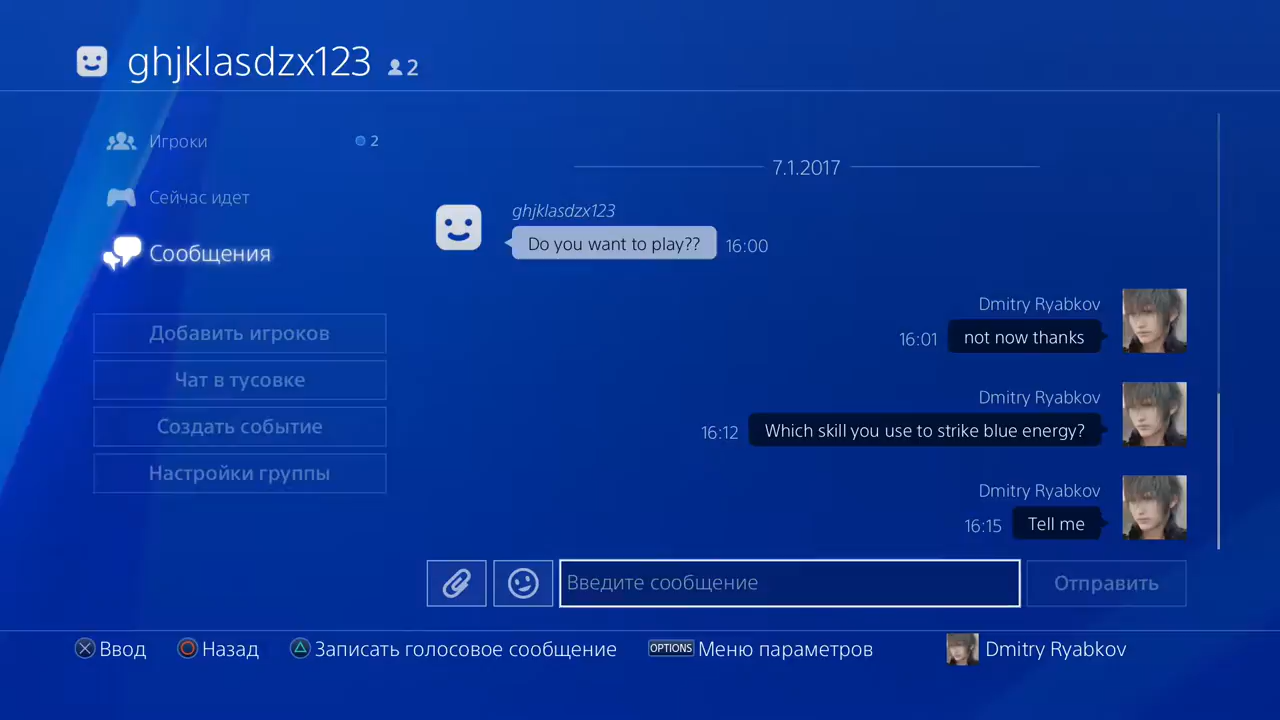 ghjklasdzx123 2
Игроки 2
Сейчас идет
Сообщения
Добавить игроков
Чат в тусовке
Создать событие
Настройки группы
7.1.2017
ghjklasdzx123
Do you want to play?? 16:00
Dmitry Ryabkov
16:01 not now thanks
Dmitry Ryabkov
16:12 Which skill you use to strike blue energy?
Dmitry Ryabkov
16:15 Tell me
Введите сообщение Отправить
Ввод Назад Записать голосовое сообщение OPTIONS Меню параметров Dmitry Ryabkov